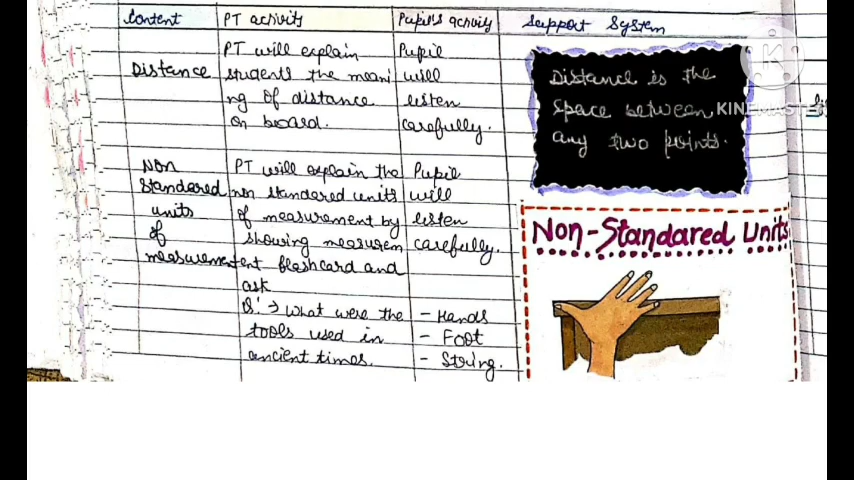 Content PT activity Pupil's activity Support System
Distance
PT will explain
students the meani
ng of distance
on board.
Pupil
will
listen
carefully.
Distance is the
space between
any two points.
KINEMASTER
Non
Standared
units
of
measurement
PT will explain the
non standared units
of measurement by
showing measurem
ent flashcard and
ask
Q: → what were the
tools used in
ancient times.
Pupil
will
listen
carefully.
- Hands
- Foot
- String.
Non-Standared Units